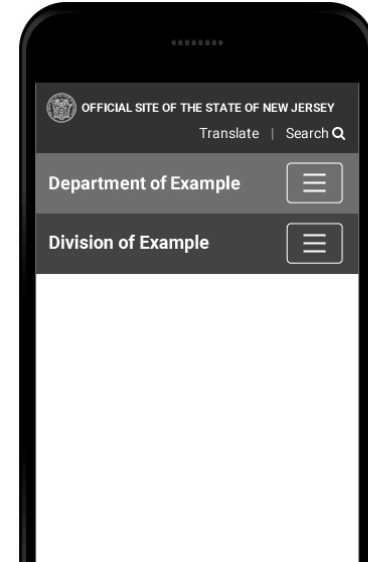 OFFICIAL SITE OF THE STATE OF NEW JERSEY
Translate | Search
Department of Example
Division of Example